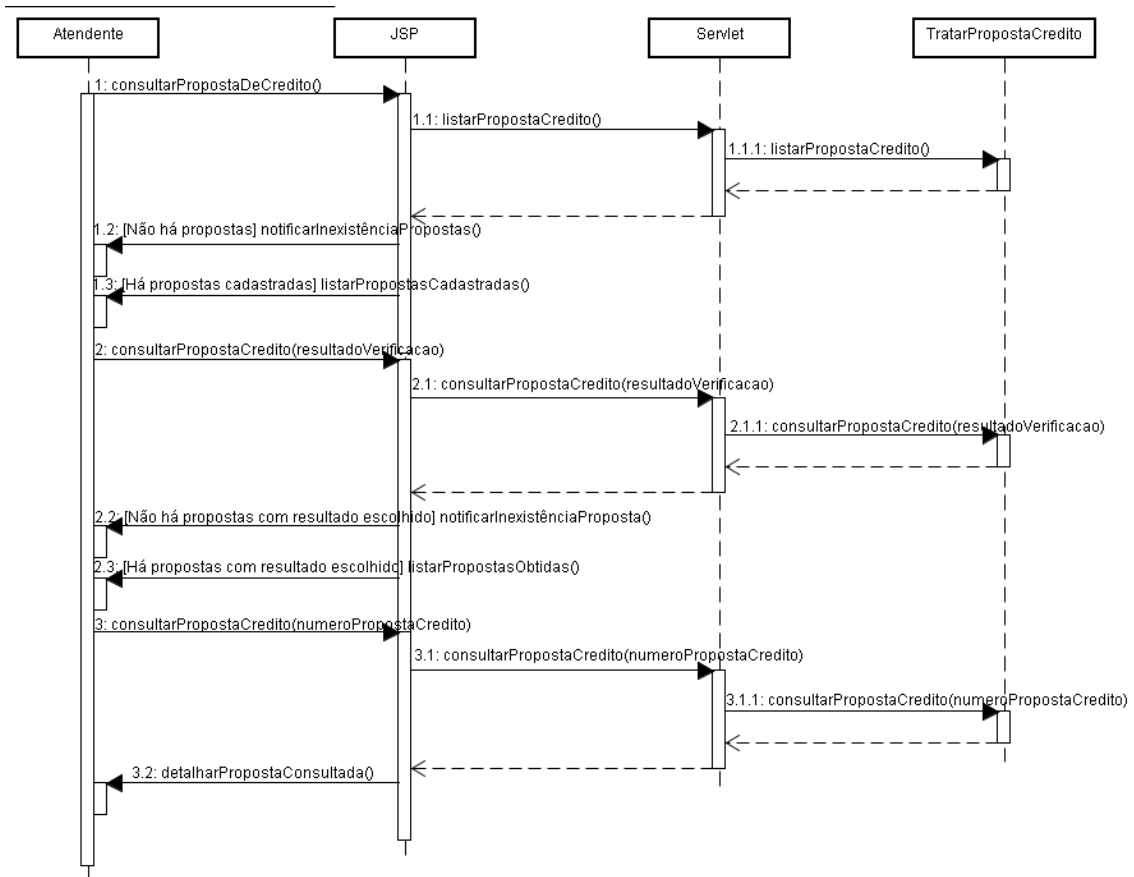 Atendente
JSP
Servlet
TratarPropostaCredito
1: consultarPropostaDeCredito()
1.1: listarPropostaCredito()
1.1.1: listarPropostaCredito()
1.2: [Não há propostas] notificarInexistênciaPropostas()
1.3: [Há propostas cadastradas] listarPropostasCadastradas()
2: consultarPropostaCredito(resultadoVerificacao)
2.1: consultarPropostaCredito(resultadoVerificacao)
2.1.1: consultarPropostaCredito(resultadoVerificacao)
2.2: [Não há propostas com resultado escolhido] notificarInexistênciaProposta()
2.3: [Há propostas com resultado escolhido] listarPropostasObtidas()
3: consultarPropostaCredito(numeroPropostaCredito)
3.1: consultarPropostaCredito(numeroPropostaCredito)
3.1.1: consultarPropostaCredito(numeroPropostaCredito)
3.2: detalharPropostaConsultada()